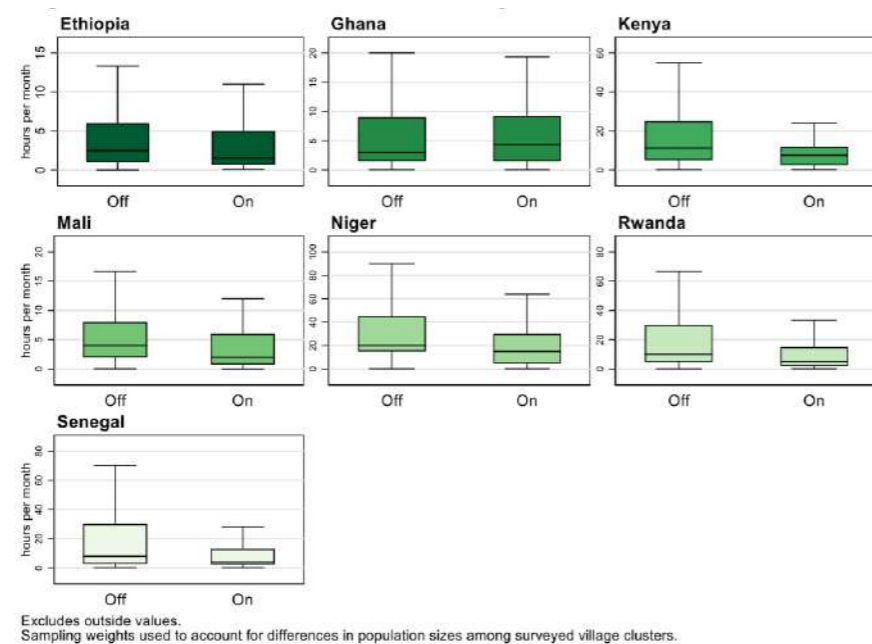 Ethiopia
Ghana
Kenya
hours per month
0 5 10 15
0 5 10 15 20
0 20 40 60
Off On
Off On
Off On
Mali
Niger
Rwanda
hours per month
0 5 10 15 20
0 20 40 60 80 100
0 20 40 60 80
Off On
Off On
Off On
Senegal
hours per month
0 20 40 60 80
Off On
Excludes outside values.
Sampling weights used to account for differences in population sizes among surveyed village clusters.